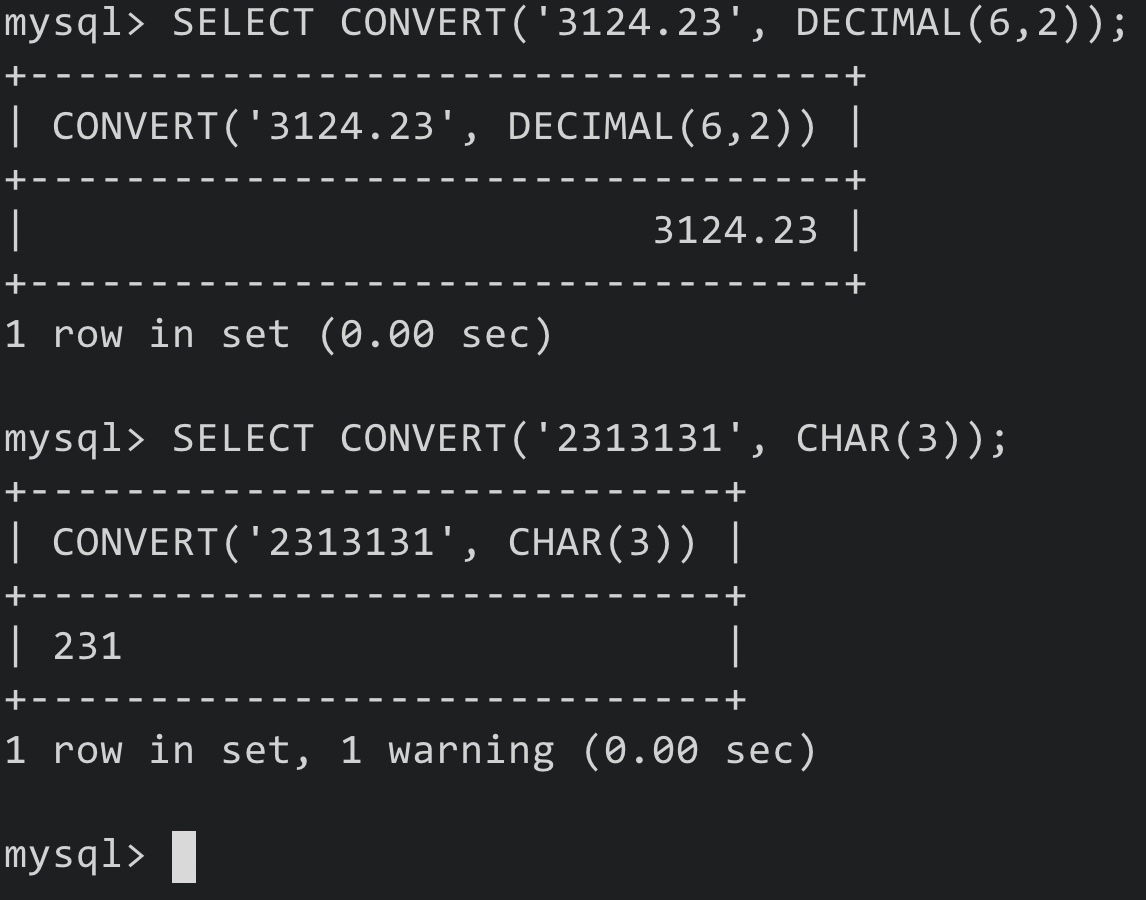 mysql> SELECT CONVERT('3124.23', DECIMAL(6,2));
+----------------------------------+
| CONVERT('3124.23', DECIMAL(6,2)) |
+----------------------------------+
|                          3124.23 |
+----------------------------------+
1 row in set (0.00 sec)

mysql> SELECT CONVERT('2313131', CHAR(3));
+-----------------------------+
| CONVERT('2313131', CHAR(3)) |
+-----------------------------+
| 231                         |
+-----------------------------+
1 row in set, 1 warning (0.00 sec)

mysql>